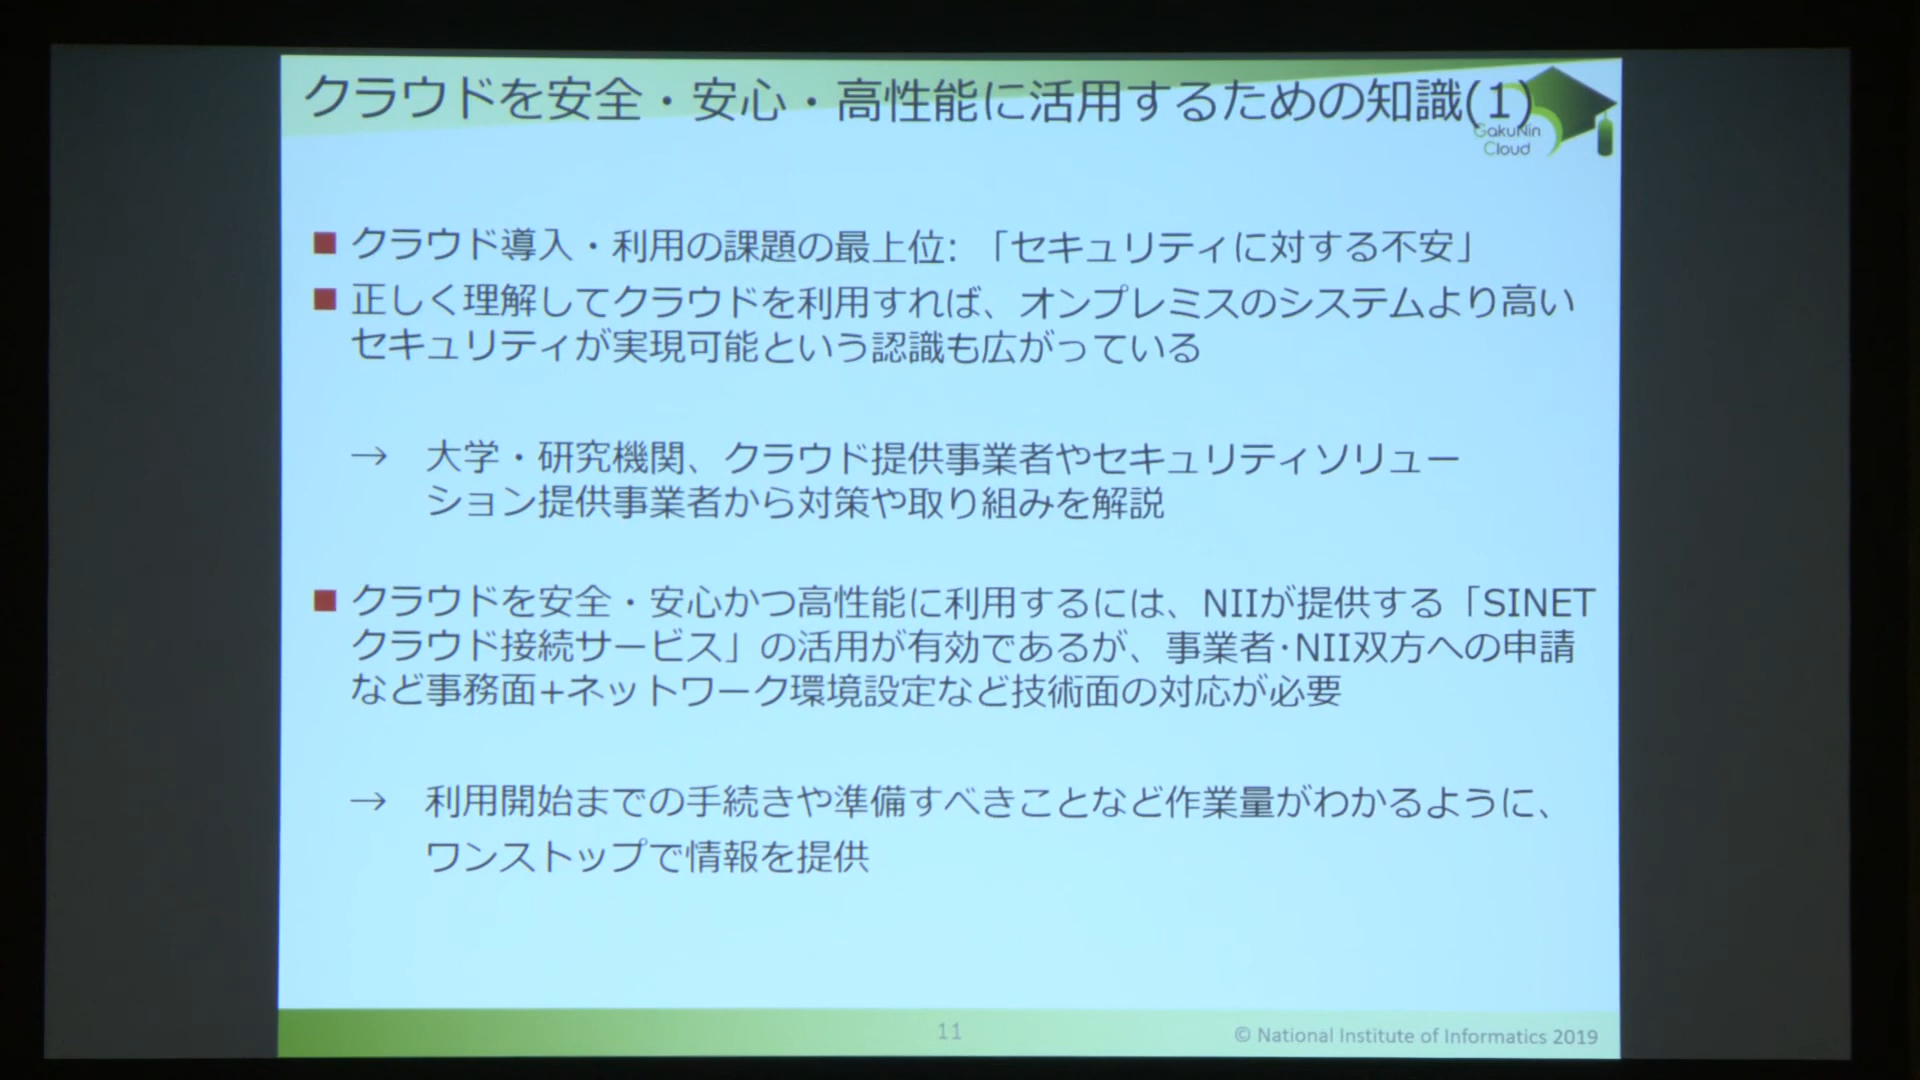 クラウドを安全・安心・高性能に活用するための知識(1)
GakuNin
Cloud
■ クラウド導入・利用の課題の最上位: 「セキュリティに対する不安」
■ 正しく理解してクラウドを利用すれば、オンプレミスのシステムより高い
セキュリティが実現可能という認識も広がっている
→ 大学・研究機関、クラウド提供事業者やセキュリティソリュー
ション提供事業者から対策や取り組みを解説
■ クラウドを安全・安心かつ高性能に利用するには、NIIが提供する「SINET
クラウド接続サービス」の活用が有効であるが、事業者･NII双方への申請
など事務面+ネットワーク環境設定など技術面の対応が必要
→ 利用開始までの手続きや準備すべきことなど作業量がわかるように、
ワンストップで情報を提供
11
© National Institute of Informatics 2019